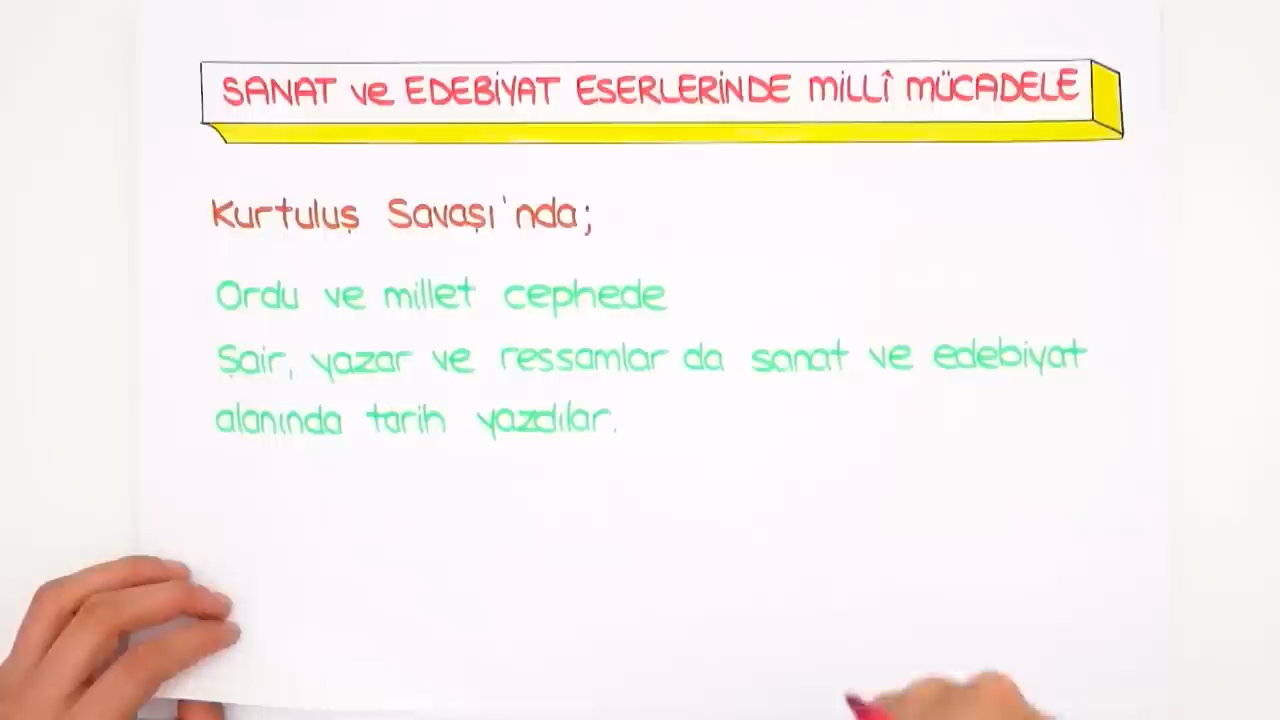 SANAT ve EDEBİYAT ESERLERİNDE MİLLÎ MÜCADELE
Kurtuluş Savaşı'nda;
Ordu ve millet cephede
Şair, yazar ve ressamlar da sanat ve edebiyat
alanında tarih yazdılar.